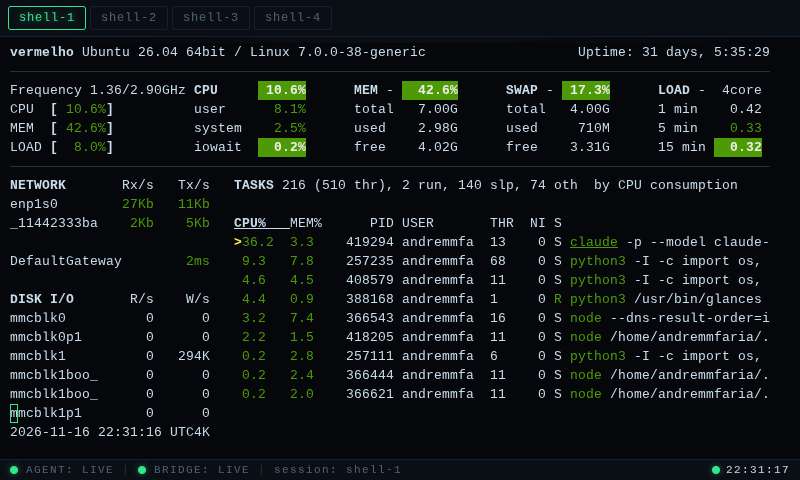 shell-1 shell-2 shell-3 shell-4
vermelho Ubuntu 26.04 64bit / Linux 7.0.0-38-generic Uptime: 31 days, 5:35:29
Frequency 1.36/2.90GHz CPU 10.6% MEM - 42.6% SWAP - 17.3% LOAD - 4core
CPU [ 10.6%] user 8.1% total 7.00G total 4.00G 1 min 0.42
MEM [ 42.6%] system 2.5% used 2.98G used 710M 5 min 0.33
LOAD [ 8.0%] iowait 0.2% free 4.02G free 3.31G 15 min 0.32
NETWORK Rx/s Tx/s TASKS 216 (510 thr), 2 run, 140 slp, 74 oth by CPU consumption
enp1s0 27Kb 11Kb
_11442333ba 2Kb 5Kb CPU% MEM% PID USER THR NI S
>36.2 3.3 419294 andremmfa 13 0 S claude -p --model claude-
DefaultGateway 2ms 9.3 7.8 257235 andremmfa 68 0 S python3 -I -c import os,
4.6 4.5 408579 andremmfa 11 0 S python3 -I -c import os,
DISK I/O R/s W/s 4.4 0.9 388168 andremmfa 1 0 R python3 /usr/bin/glances
mmcblk0 0 0 3.2 7.4 366543 andremmfa 16 0 S node --dns-result-order=i
mmcblk0p1 0 0 2.2 1.5 418205 andremmfa 11 0 S node /home/andremmfaria/.
mmcblk1 0 294K 0.2 2.8 257111 andremmfa 6 0 S python3 -I -c import os,
mmcblk1boo_ 0 0 0.2 2.4 366444 andremmfa 11 0 S node /home/andremmfaria/.
mmcblk1boo_ 0 0 0.2 2.0 366621 andremmfa 11 0 S node /home/andremmfaria/.
mmcblk1p1 0 0
2026-11-16 22:31:16 UTC4K
AGENT: LIVE | BRIDGE: LIVE | session: shell-1 22:31:17